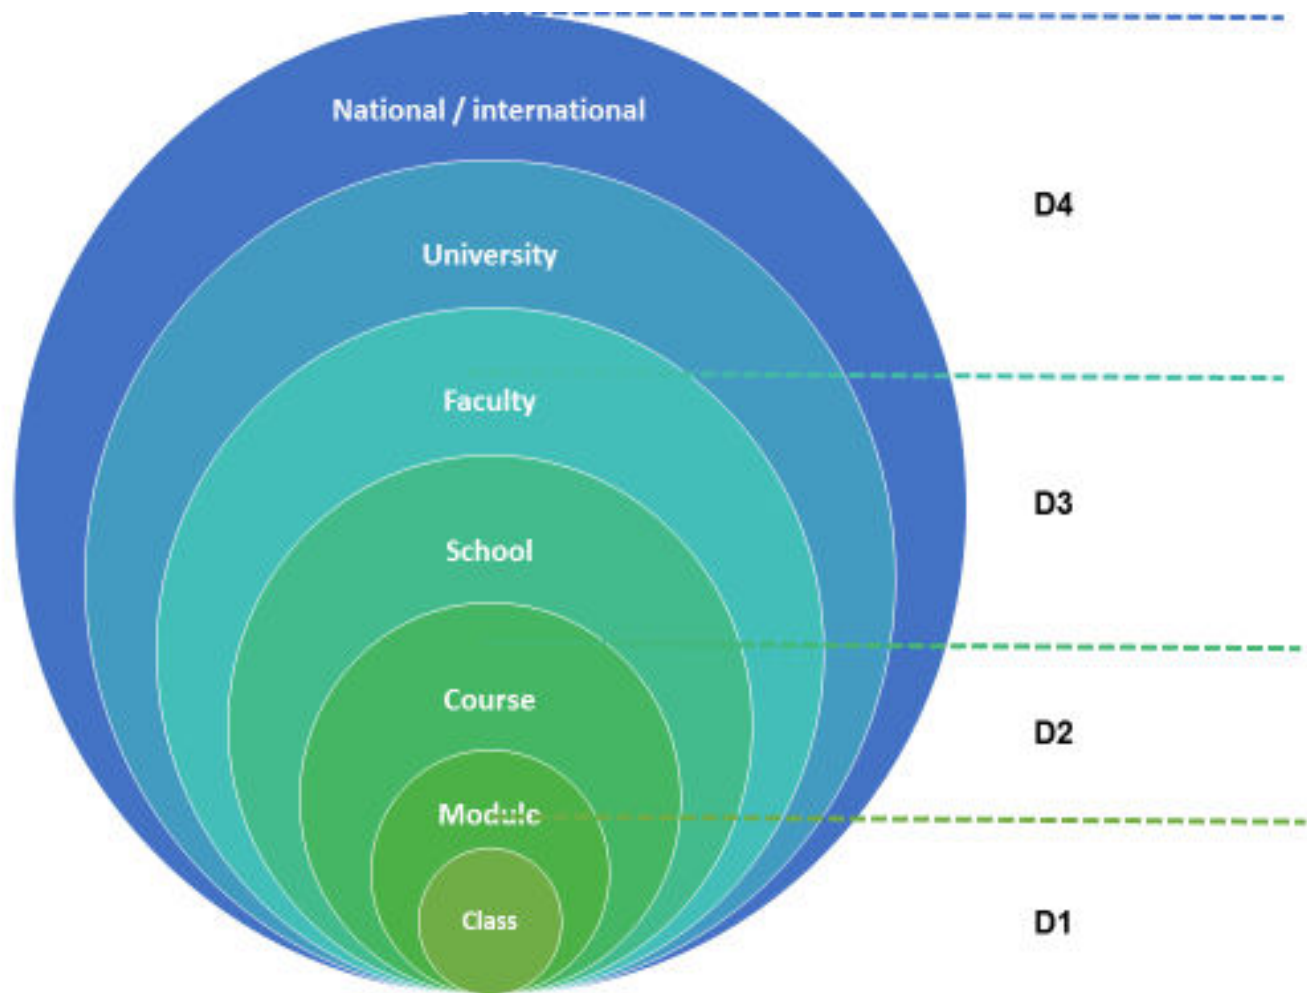 National / international
D4
University
Faculty
D3
School
Course
D2
Module
Class
D1